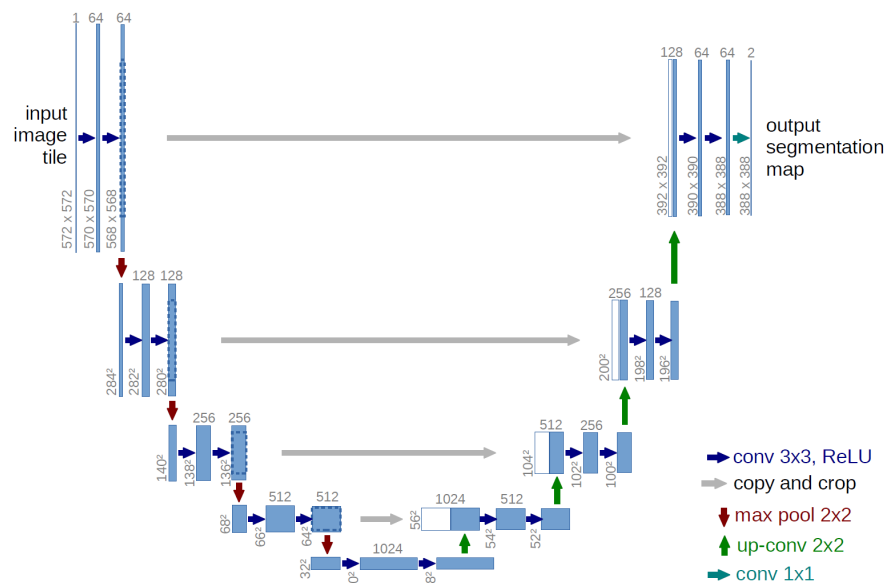 1 64 64
input
image
tile
572 x 572
570 x 570
568 x 568
128 64 64 2
output
segmentation
map
392 x 392
390 x 390
388 x 388
388 x 388
128 128
284²
282²
280²
256 128
200²
198²
196²
256 256
140²
138²
136²
512 256
104²
102²
100²
512 512
68²
66²
64²
1024 512
56²
54²
52²
1024
32²
conv 3x3, ReLU
copy and crop
max pool 2x2
up-conv 2x2
conv 1x1